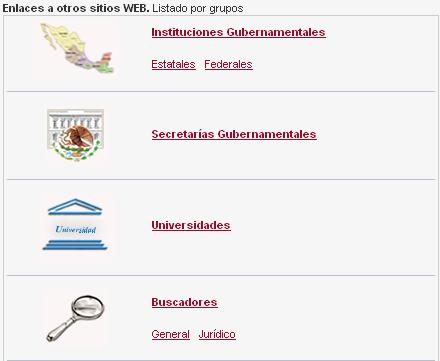 Enlaces a otros sitios WEB. Listado por grupos
Instituciones Gubernamentales
Estatales Federales
Secretarías Gubernamentales
Universidad
Universidades
Buscadores
General Jurídico